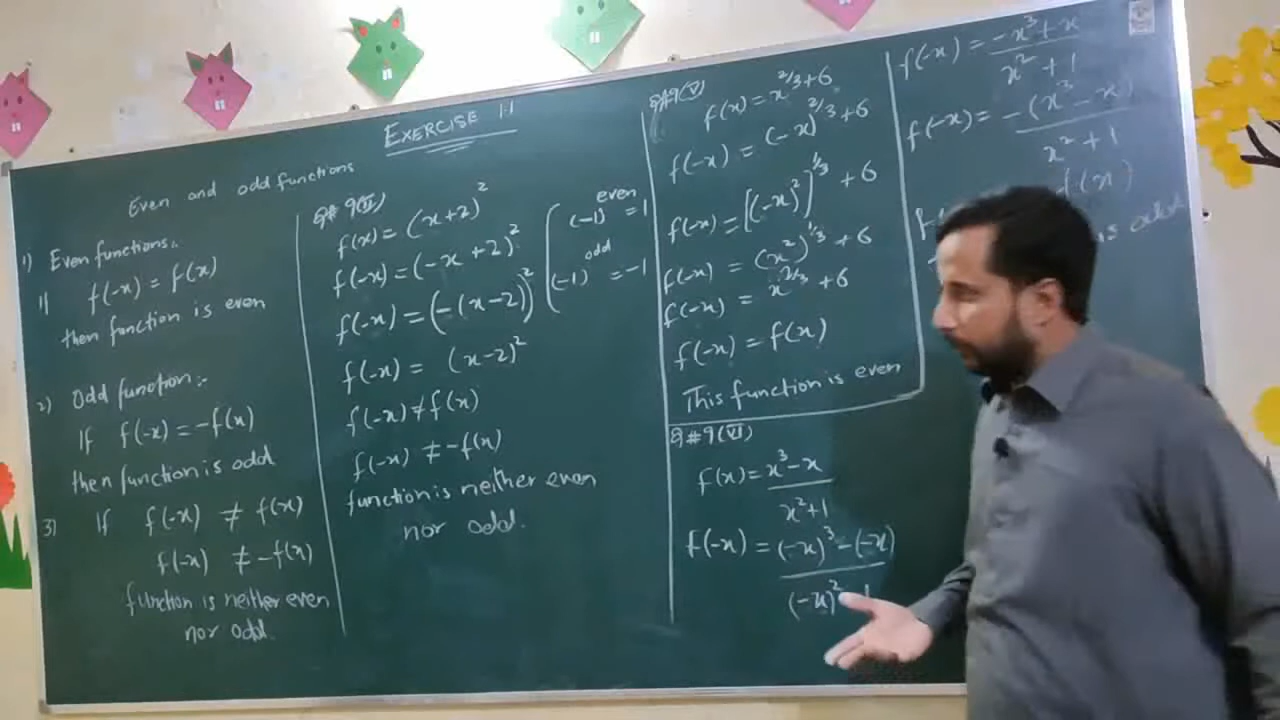 EXERCISE 1.1
Even and odd functions
1) Even functions:.
If f(-x) = f(x)
then function is even
2) Odd function:-
If f(-x) = -f(x)
then function is odd
3) If f(-x) ≠ f(x)
f(-x) ≠ -f(x)
function is neither even
nor odd.
f(x) = (x+2)²
f(-x) = (-x+2)²
f(-x) = (-(x-2))²
f(-x) = (x-2)²
f(-x) ≠ f(x)
f(-x) ≠ -f(x)
function is neither even
nor odd.
even
(-1) = 1
odd
(-1) = -1
Q#9(V)
f(x) = x^2/3 + 6
f(-x) = (-x)^2/3 + 6
f(-x) = [(-x)²]^1/3 + 6
f(-x) = (x²)^1/3 + 6
f(-x) = x^2/3 + 6
f(-x) = f(x)
This function is even
Q#9(VI)
f(x) = x³-x
x²+1
f(-x) = (-x)³-(-x)
(-x)²
f(-x) = -x³+x
x²+1
f(-x) = -(x³-x)
x²+1
f(x)
is odd